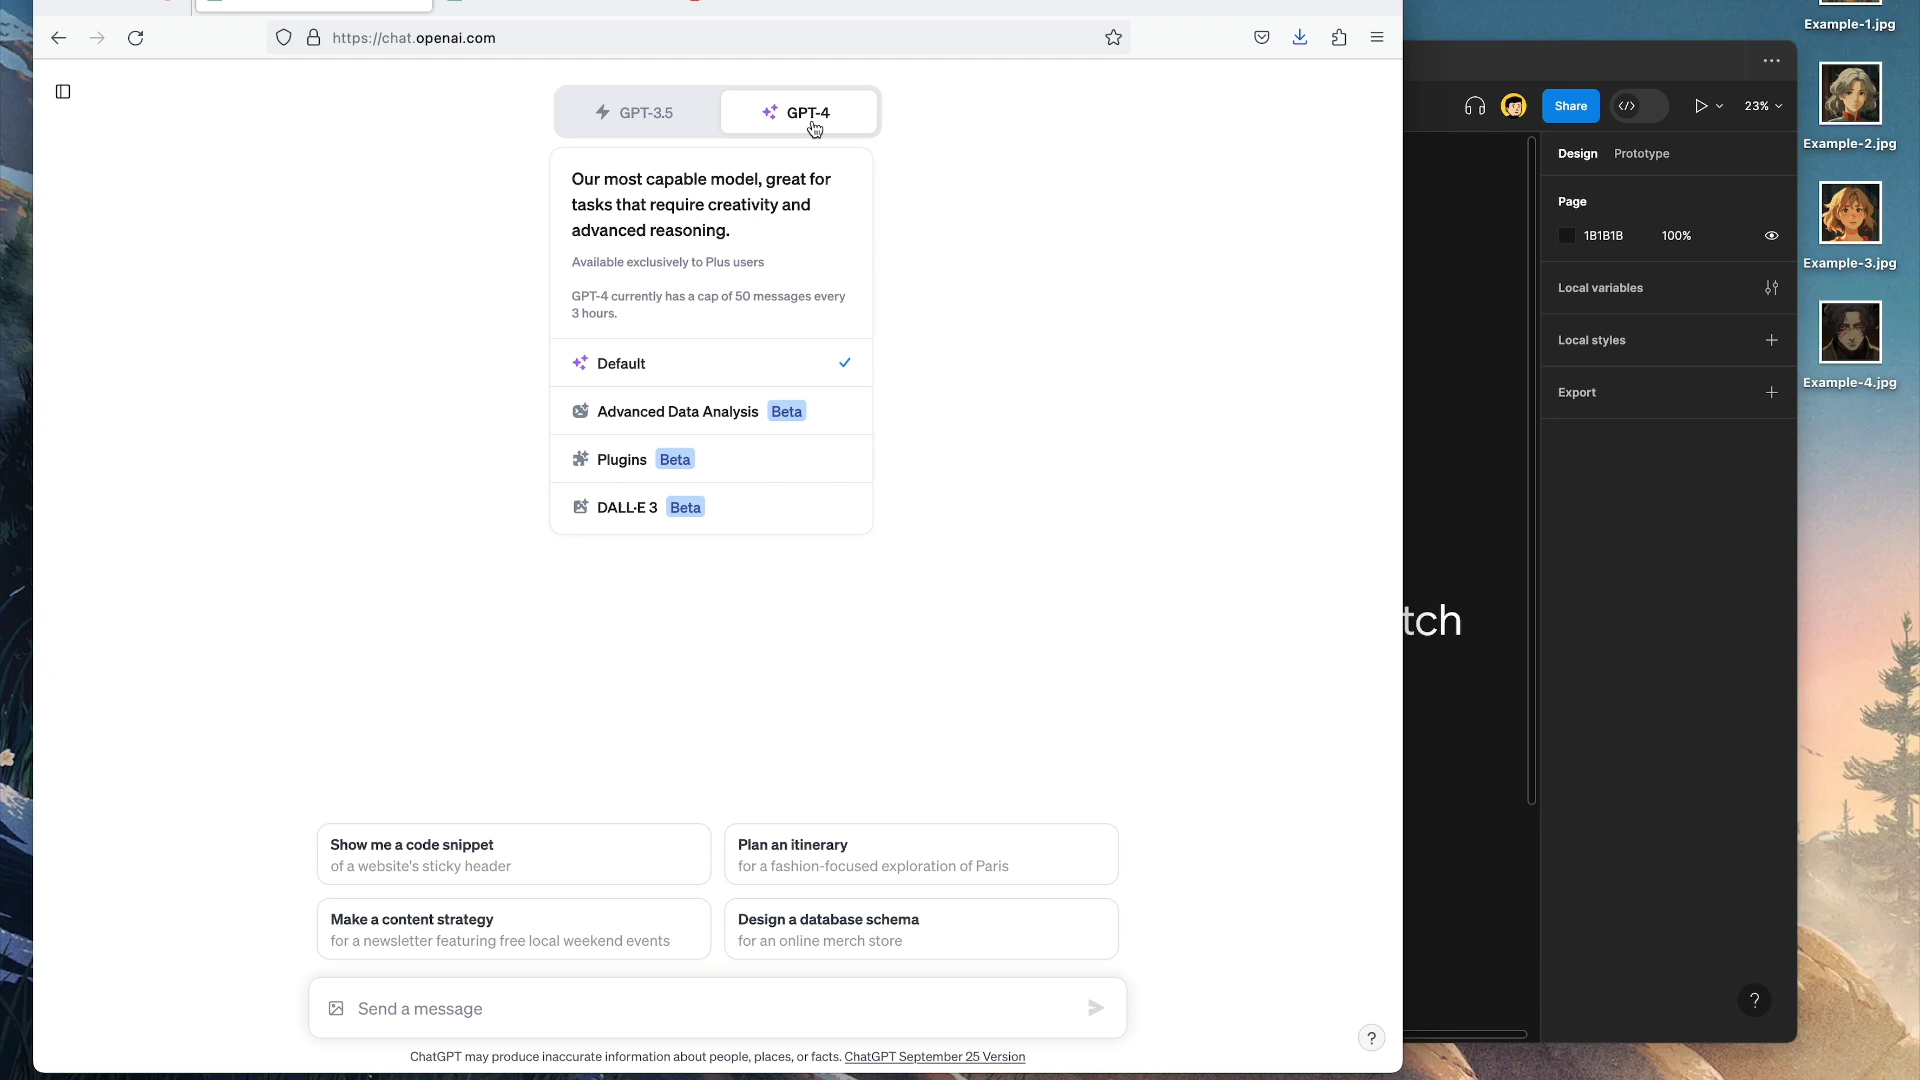 https://chat.openai.com
GPT-3.5
GPT-4
Our most capable model, great for
tasks that require creativity and
advanced reasoning.
Available exclusively to Plus users
GPT-4 currently has a cap of 50 messages every
3 hours.
Default
Advanced Data Analysis Beta
Plugins Beta
DALL·E 3 Beta
Show me a code snippet
of a website's sticky header
Plan an itinerary
for a fashion-focused exploration of Paris
Make a content strategy
for a newsletter featuring free local weekend events
Design a database schema
for an online merch store
Send a message
ChatGPT may produce inaccurate information about people, places, or facts. ChatGPT September 25 Version
?
tch
Share
</>
23%
Design Prototype
Page
1B1B1B 100%
Local variables
Local styles
Export
?
Example-1.jpg
Example-2.jpg
Example-3.jpg
Example-4.jpg